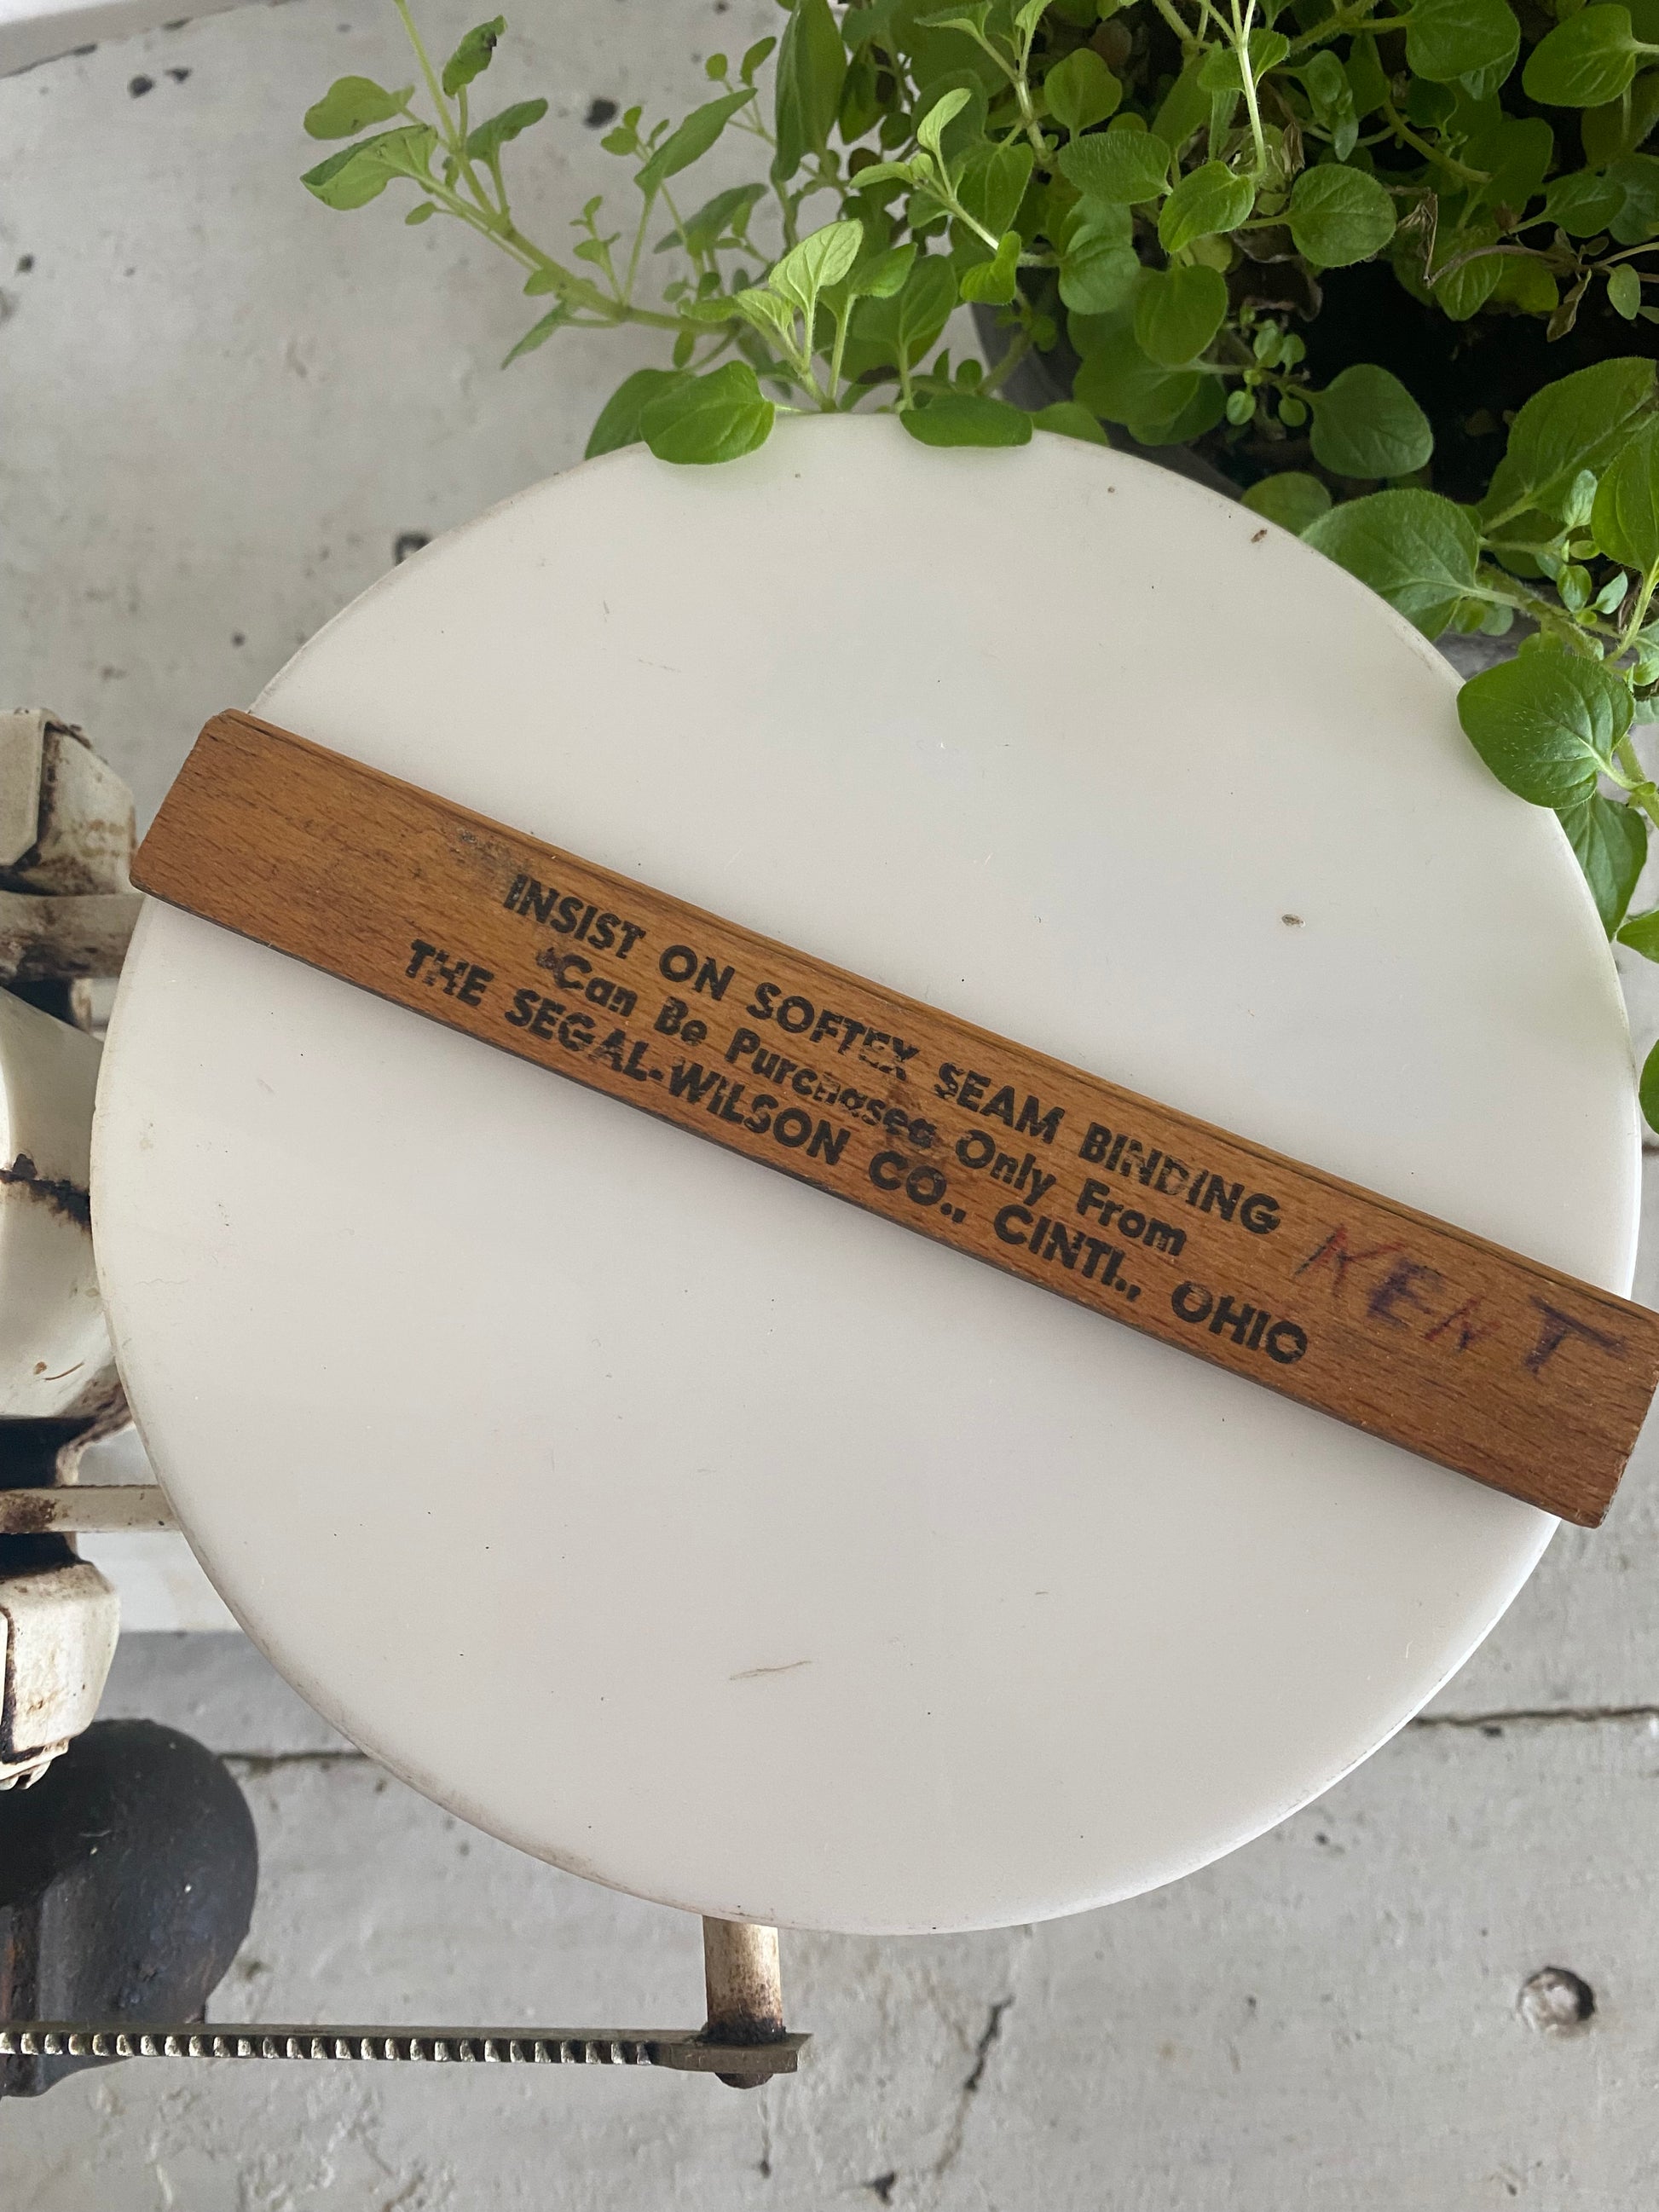 INSIST ON SOFTEX SEAM BINDING
"Can Be Purchased Only From
THE SEGAL-WILSON CO., CINTI., OHIO
KENT